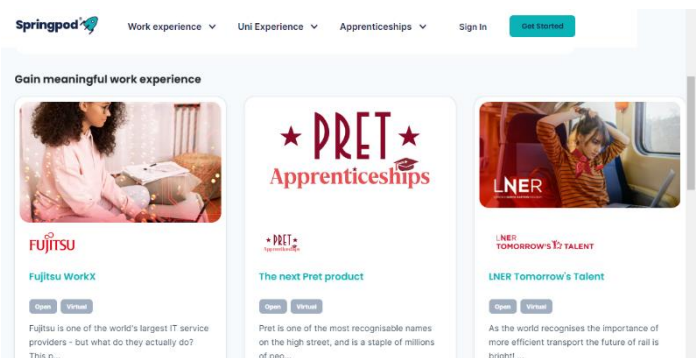 Springpod
Work experience
Uni Experience
Apprenticeships
Sign In
Get Started
Gain meaningful work experience
PRET
Apprenticeships
LNER
FUJITSU
PRET
Apprenticeships
LNER
TOMORROW'S TALENT
Fujitsu WorkX
The next Pret product
LNER Tomorrow's Talent
Open
Virtual
Open
Virtual
Open
Virtual
Fujitsu is one of the world's largest IT service
providers - but what do they actually do?
This p...
Pret is one of the most recognisable names
on the high street, and is a staple of millions
of peo...
As the world recognises the importance of
more efficient transport the future of rail is
bright! ...